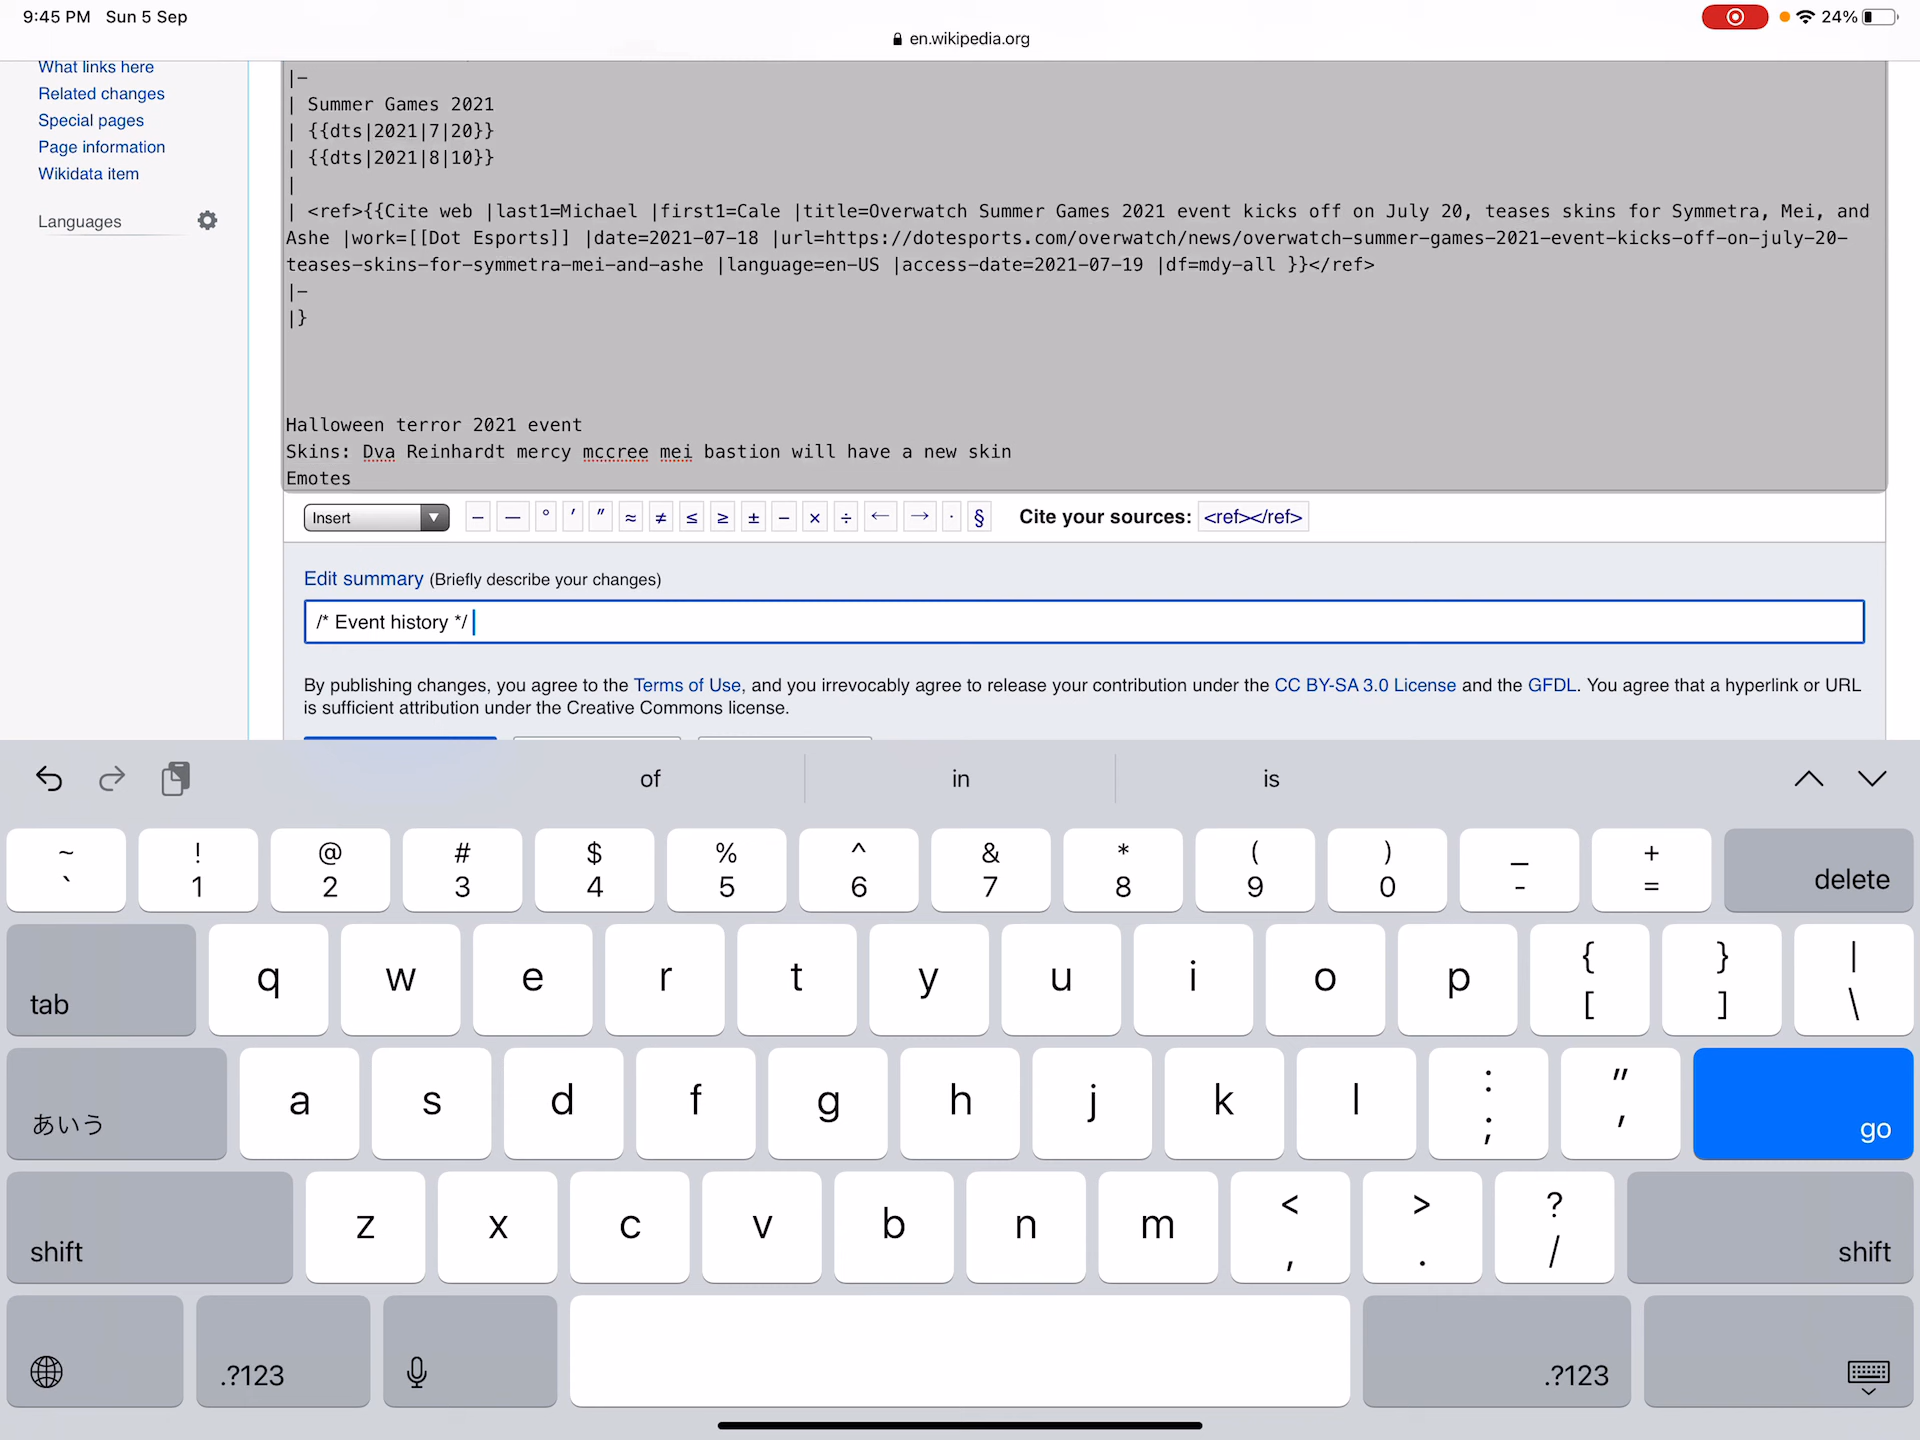 9:45 PM Sun 5 Sep
24%
en.wikipedia.org
What links here
Related changes
Special pages
Page information
Wikidata item
Languages
|-
| Summer Games 2021
| {{dts|2021|7|20}}
| {{dts|2021|8|10}}
|
| <ref>{{Cite web |last1=Michael |first1=Cale |title=Overwatch Summer Games 2021 event kicks off on July 20, teases skins for Symmetra, Mei, and
Ashe |work=[[Dot Esports]] |date=2021-07-18 |url=https://dotesports.com/overwatch/news/overwatch-summer-games-2021-event-kicks-off-on-july-20-
teases-skins-for-symmetra-mei-and-ashe |language=en-US |access-date=2021-07-19 |df=mdy-all }}</ref>
|-
|}
Halloween terror 2021 event
Skins: Dva Reinhardt mercy mccree mei bastion will have a new skin
Emotes
Insert – — ° ′ ″ ≈ ≠ ≤ ≥ ± − × ÷ ← → · § Cite your sources: <ref></ref>
Edit summary (Briefly describe your changes)
/* Event history */
By publishing changes, you agree to the Terms of Use, and you irrevocably agree to release your contribution under the CC BY-SA 3.0 License and the GFDL. You agree that a hyperlink or URL
is sufficient attribution under the Creative Commons license.
of in is
~ ! @ # $ % ^ & * ( ) _ +
` 1 2 3 4 5 6 7 8 9 0 - = delete
tab q w e r t y u i o p { [ } ] | \
あいう a s d f g h j k l : ; " ' go
shift z x c v b n m < , > . ? / shift
.?123 .?123